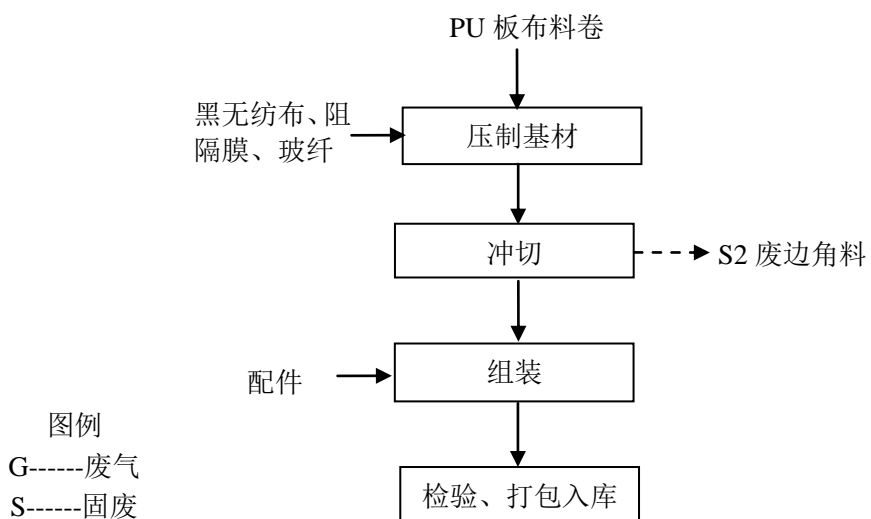 PU 板布料卷
黑无纺布、阻
隔膜、玻纤
压制基材
冲切
S2 废边角料
配件
组装
图例
G------废气
S------固废
检验、打包入库